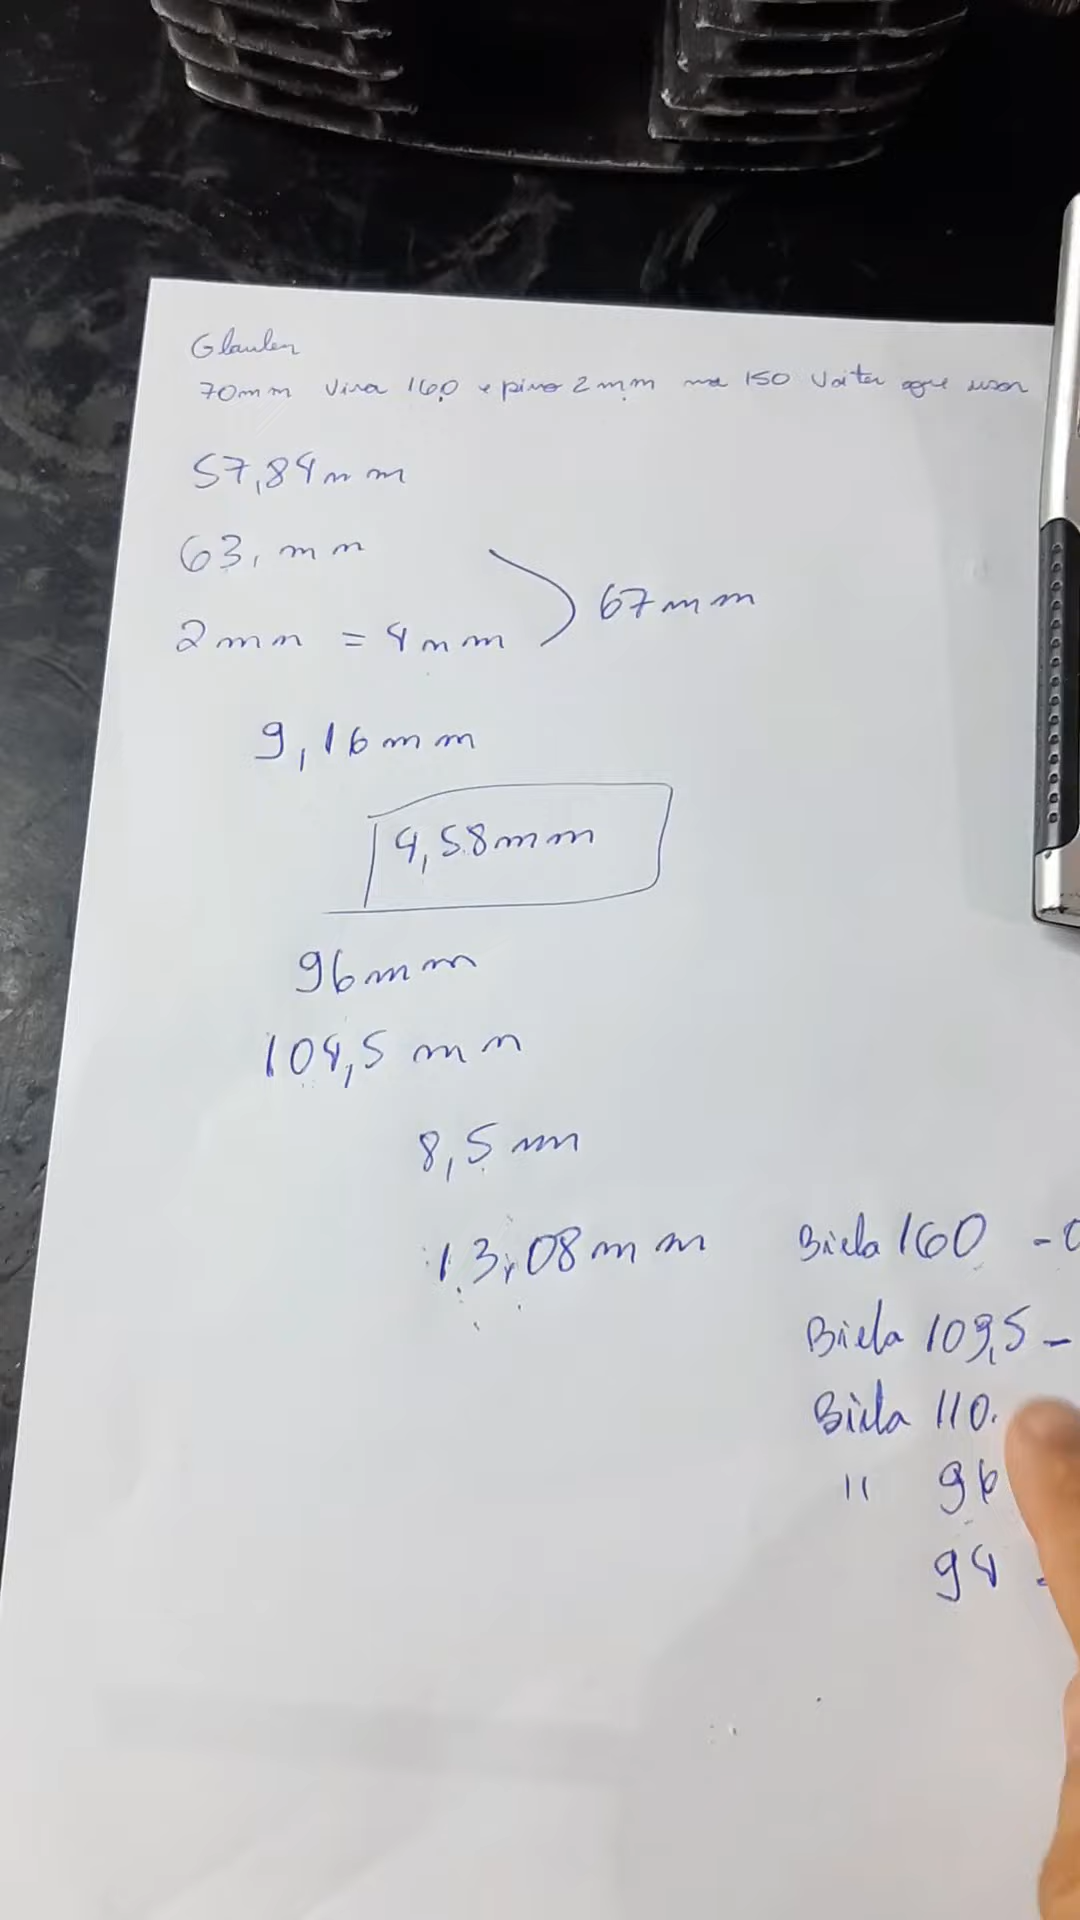 Glauber
70mm vira 160 e pino 2mm na 150 vai ter que usar
57,84mm
63, mm
2mm = 4mm
67mm
9,16mm
4,58mm
96mm
104,5 mm
8,5 mm
13,08mm
Biela 160 -
Biela 109,5 -
Biela 110.
" 96
94 -